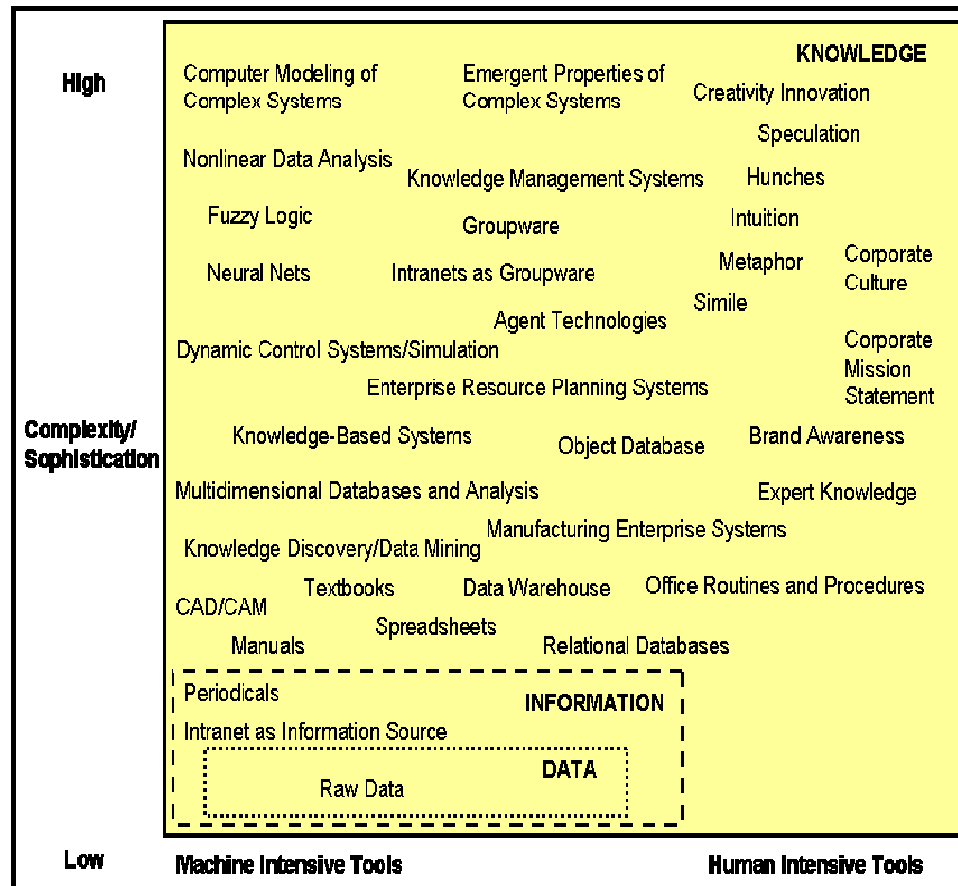 KNOWLEDGE
High
Computer Modeling of
Complex Systems
Emergent Properties of
Complex Systems
Creativity Innovation
Speculation
Nonlinear Data Analysis
Knowledge Management Systems
Hunches
Fuzzy Logic
Groupware
Intuition
Neural Nets
Intranets as Groupware
Metaphor
Corporate
Culture
Simile
Agent Technologies
Dynamic Control Systems/Simulation
Corporate
Mission
Statement
Enterprise Resource Planning Systems
Complexity/
Sophistication
Knowledge-Based Systems
Object Database
Brand Awareness
Multidimensional Databases and Analysis
Expert Knowledge
Manufacturing Enterprise Systems
Knowledge Discovery/Data Mining
Textbooks
Data Warehouse
Office Routines and Procedures
CAD/CAM
Spreadsheets
Manuals
Relational Databases
Periodicals
INFORMATION
Intranet as Information Source
DATA
Raw Data
Low
Machine Intensive Tools
Human Intensive Tools